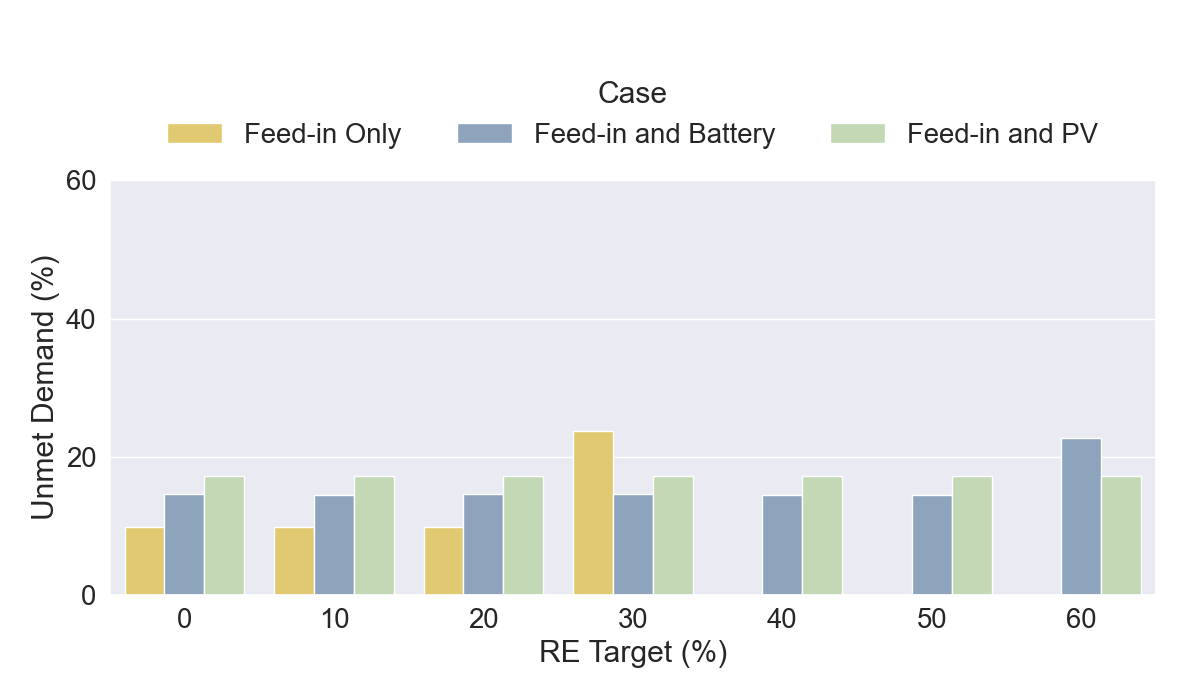 Case
Feed-in Only Feed-in and Battery Feed-in and PV
60
40
20
0
Unmet Demand (%)
0 10 20 30 40 50 60
RE Target (%)